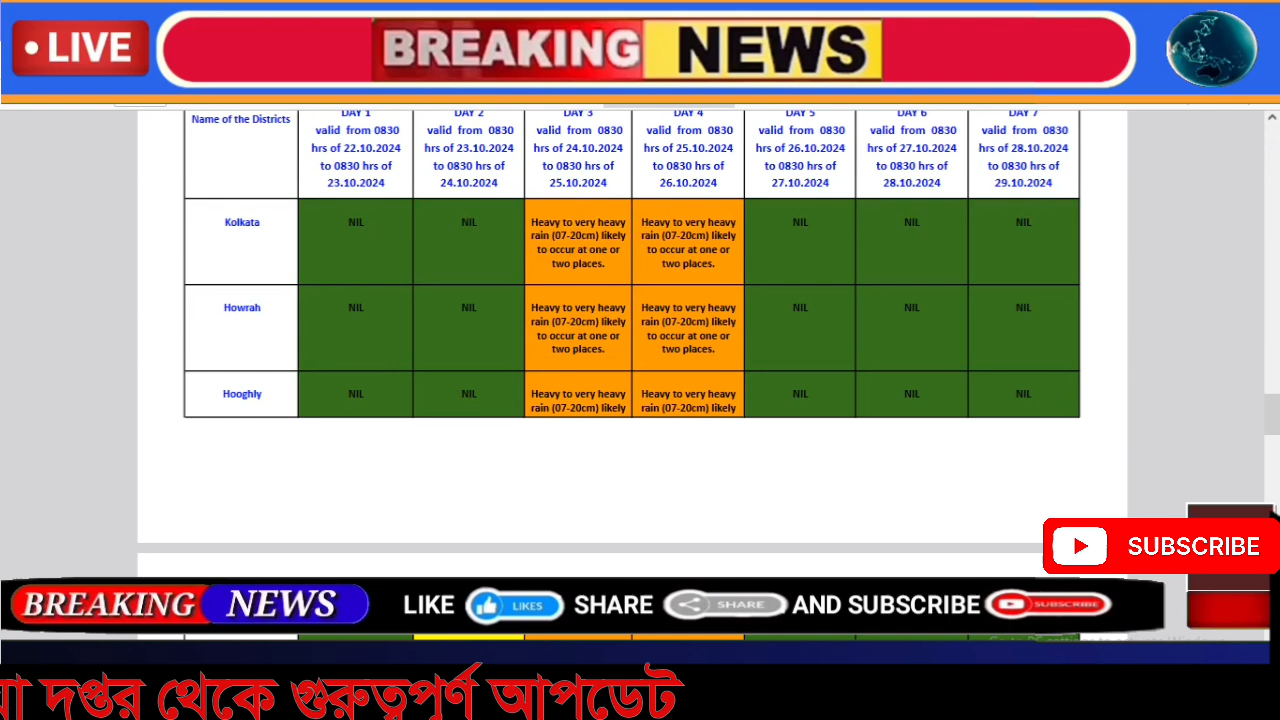 LIVE
BREAKING NEWS
Name of the Districts
DAY 1
valid from 0830
hrs of 22.10.2024
to 0830 hrs of
23.10.2024
DAY 2
valid from 0830
hrs of 23.10.2024
to 0830 hrs of
24.10.2024
DAY 3
valid from 0830
hrs of 24.10.2024
to 0830 hrs of
25.10.2024
DAY 4
valid from 0830
hrs of 25.10.2024
to 0830 hrs of
26.10.2024
DAY 5
valid from 0830
hrs of 26.10.2024
to 0830 hrs of
27.10.2024
DAY 6
valid from 0830
hrs of 27.10.2024
to 0830 hrs of
28.10.2024
DAY 7
valid from 0830
hrs of 28.10.2024
to 0830 hrs of
29.10.2024
Kolkata
NIL
NIL
Heavy to very heavy
rain (07-20cm) likely
to occur at one or
two places.
Heavy to very heavy
rain (07-20cm) likely
to occur at one or
two places.
NIL
NIL
NIL
Howrah
NIL
NIL
Heavy to very heavy
rain (07-20cm) likely
to occur at one or
two places.
Heavy to very heavy
rain (07-20cm) likely
to occur at one or
two places.
NIL
NIL
NIL
Hooghly
NIL
NIL
Heavy to very heavy
rain (07-20cm) likely
Heavy to very heavy
rain (07-20cm) likely
NIL
NIL
NIL
SUBSCRIBE
BREAKING NEWS LIKE LIKES SHARE SHARE AND SUBSCRIBE SUBSCRIBE
দপ্তর থেকে গুরুত্বপূর্ণ আপডেট